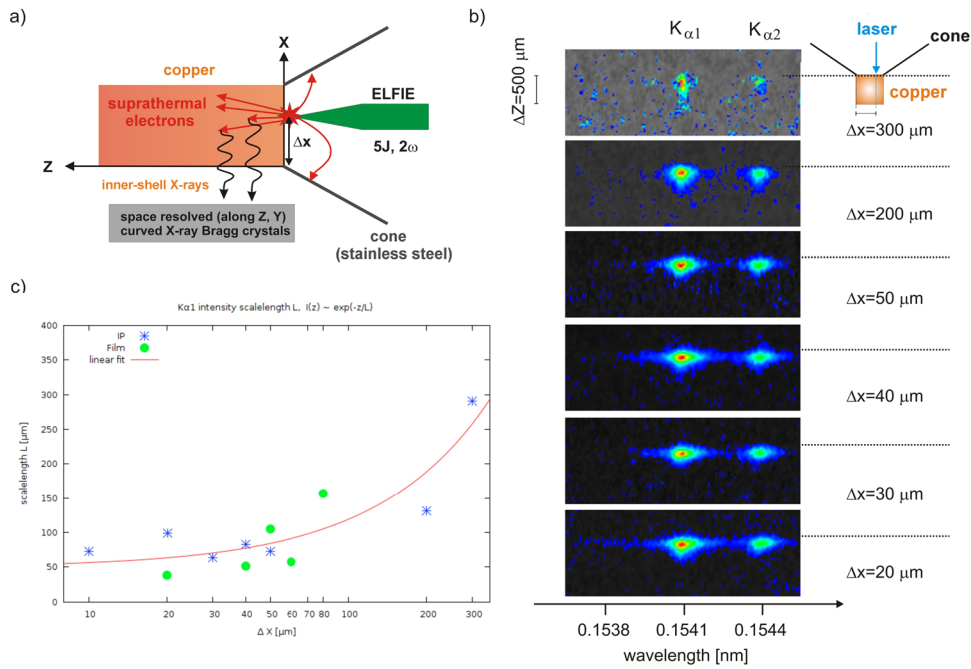 a)
X
copper
suprathermal
electrons
ELFIE
Δx
5J, 2ω
Z
inner-shell X-rays
space resolved (along Z, Y)
curved X-ray Bragg crystals
cone
(stainless steel)
b)
Kα1
Kα2
laser
cone
copper
ΔZ=500 µm
Δx=300 µm
Δx=200 µm
Δx=50 µm
Δx=40 µm
Δx=30 µm
Δx=20 µm
0.1538
0.1541
0.1544
wavelength [nm]
c)
Kα1 intensity scalelength L, I(z) ~ exp(-z/L)
IP
Film
linear fit
400
350
300
250
200
150
100
50
0
scalelength L [µm]
10
20
30
40
50
60
70
80
100
200
300
Δ X [µm]